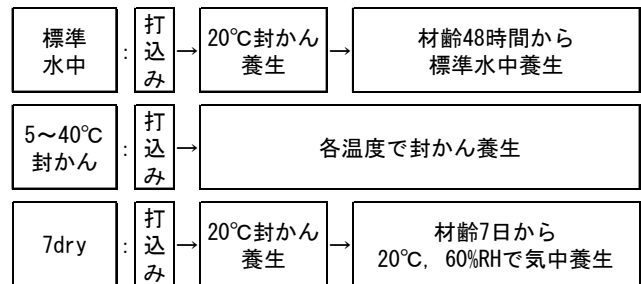 標準
水中
:
打
込
み
→
20℃封かん
養生
→
材齢48時間から
標準水中養生
5～40℃
封かん
:
打
込
み
→
各温度で封かん養生
7dry
:
打
込
み
→
20℃封かん
養生
→
材齢7日から
20℃, 60%RHで気中養生